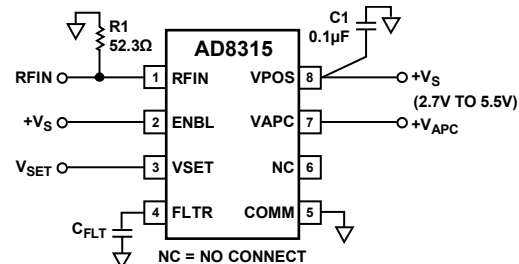 R1
52.3Ω
C1
0.1µF
AD8315
RFIN
1 RFIN
VPOS 8
+VS
(2.7V TO 5.5V)
+VS
2 ENBL
VAPC 7
+VAPC
VSET
3 VSET
NC 6
CFLT
4 FLTR
COMM 5
NC = NO CONNECT